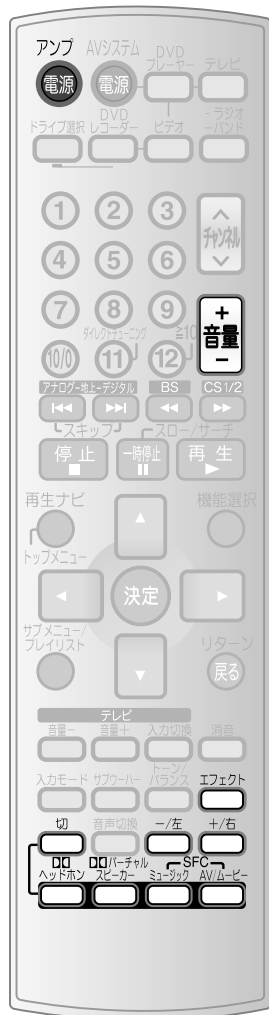 アンプ AVシステム DVDプレーヤー テレビ
電源 電源
ドライブ選択 DVDレコーダー ビデオ −ラジオ −バンド
1 2 3
チャンネル
4 5 6
7 8 9
+ 音量 −
ダイレクトチューニング ≧10
10/0 11 12
アナログー地上ーデジタル BS CS1/2
スキップ スロー/サーチ
停止 一時停止 再生
再生ナビ 機能選択
トップメニュー
決定
サブメニュー/プレイリスト リターン
戻る
テレビ
音量− 音量+ 入力切換 消音
入力モード サブウーハー トーン/バランス エフェクト
切 音声切換 −/左 +/右
ヘッドホン バーチャルスピーカー SFC
ミュージック AV/ムービー